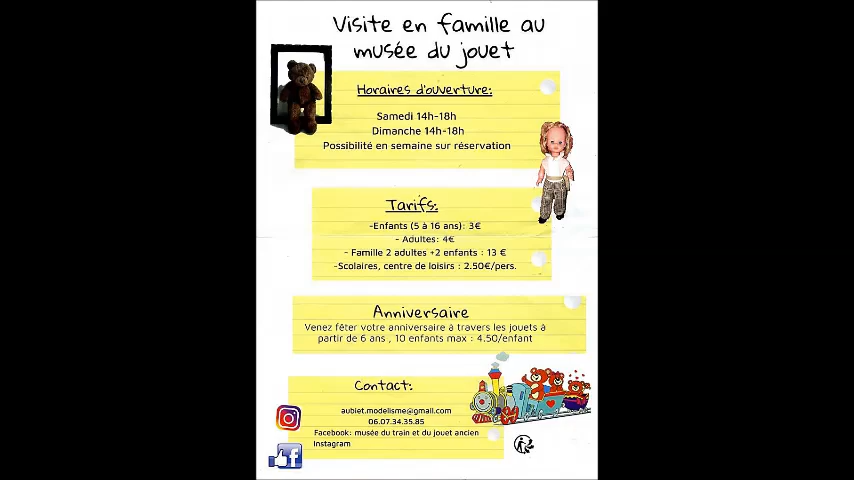 Visite en famille au
musée du jouet
Horaires d'ouverture:
Samedi 14h-18h
Dimanche 14h-18h
Possibilité en semaine sur réservation
Tarifs:
-Enfants (5 à 16 ans): 3€
- Adultes: 4€
- Famille 2 adultes +2 enfants : 13 €
-Scolaires, centre de loisirs : 2.50€/pers.
Anniversaire
Venez fêter votre anniversaire à travers les jouets à
partir de 6 ans , 10 enfants max : 4.50/enfant
Contact:
aubiet.modelisme@gmail.com
06.07.34.35.85
Facebook: musée du train et du jouet ancien
Instagram